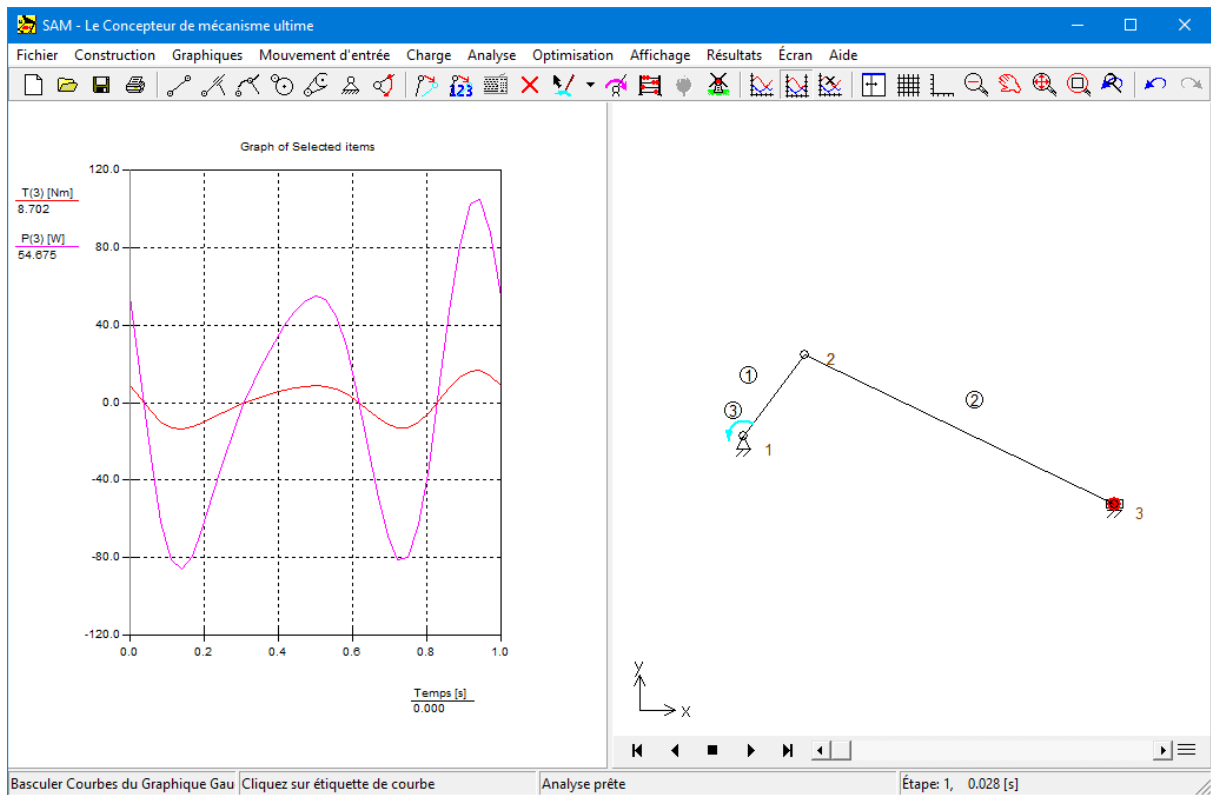 SAM - Le Concepteur de mécanisme ultime
Fichier Construction Graphiques Mouvement d'entrée Charge Analyse Optimisation Affichage Résultats Écran Aide
123
Graph of Selected items
T(3) [Nm]
8.702
P(3) [W]
54.675
120.0
80.0
40.0
0.0
-40.0
-80.0
-120.0
0.0 0.2 0.4 0.6 0.8 1.0
Temps [s]
0.000
1
2
2
3
1
3
y
x
Basculer Courbes du Graphique Gau Cliquez sur étiquette de courbe Analyse prête Étape: 1, 0.028 [s]